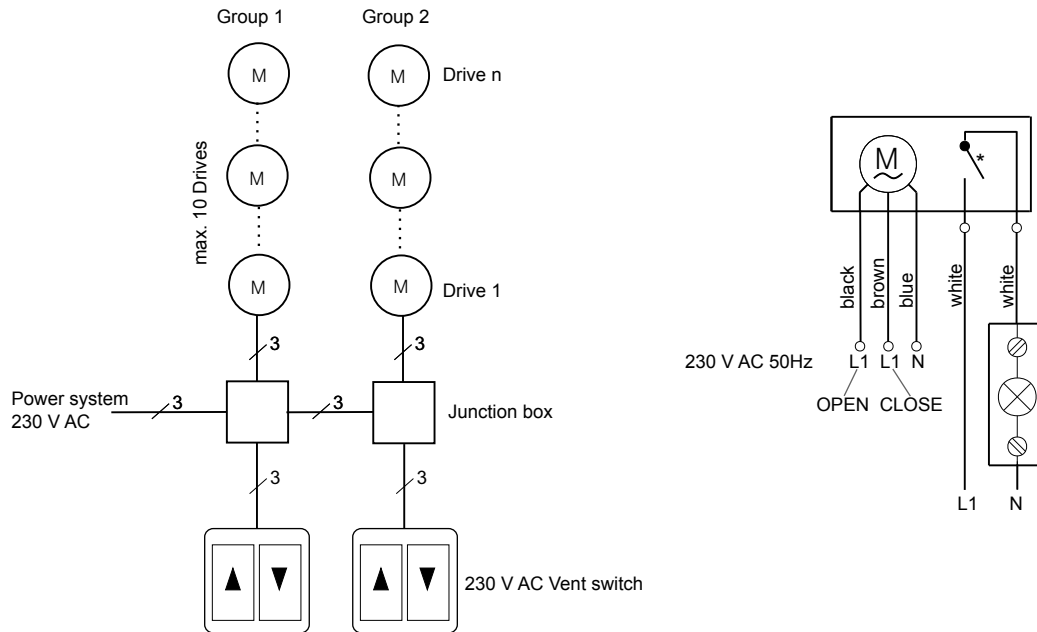 Group 1
Group 2
M
M
Drive n
max. 10 Drives
M
M
M
M
Drive 1
3
3
Power system
230 V AC
3
3
Junction box
3
3
230 V AC Vent switch
M
*
black
brown
blue
white
white
230 V AC 50Hz
L1
L1
N
OPEN
CLOSE
L1
N